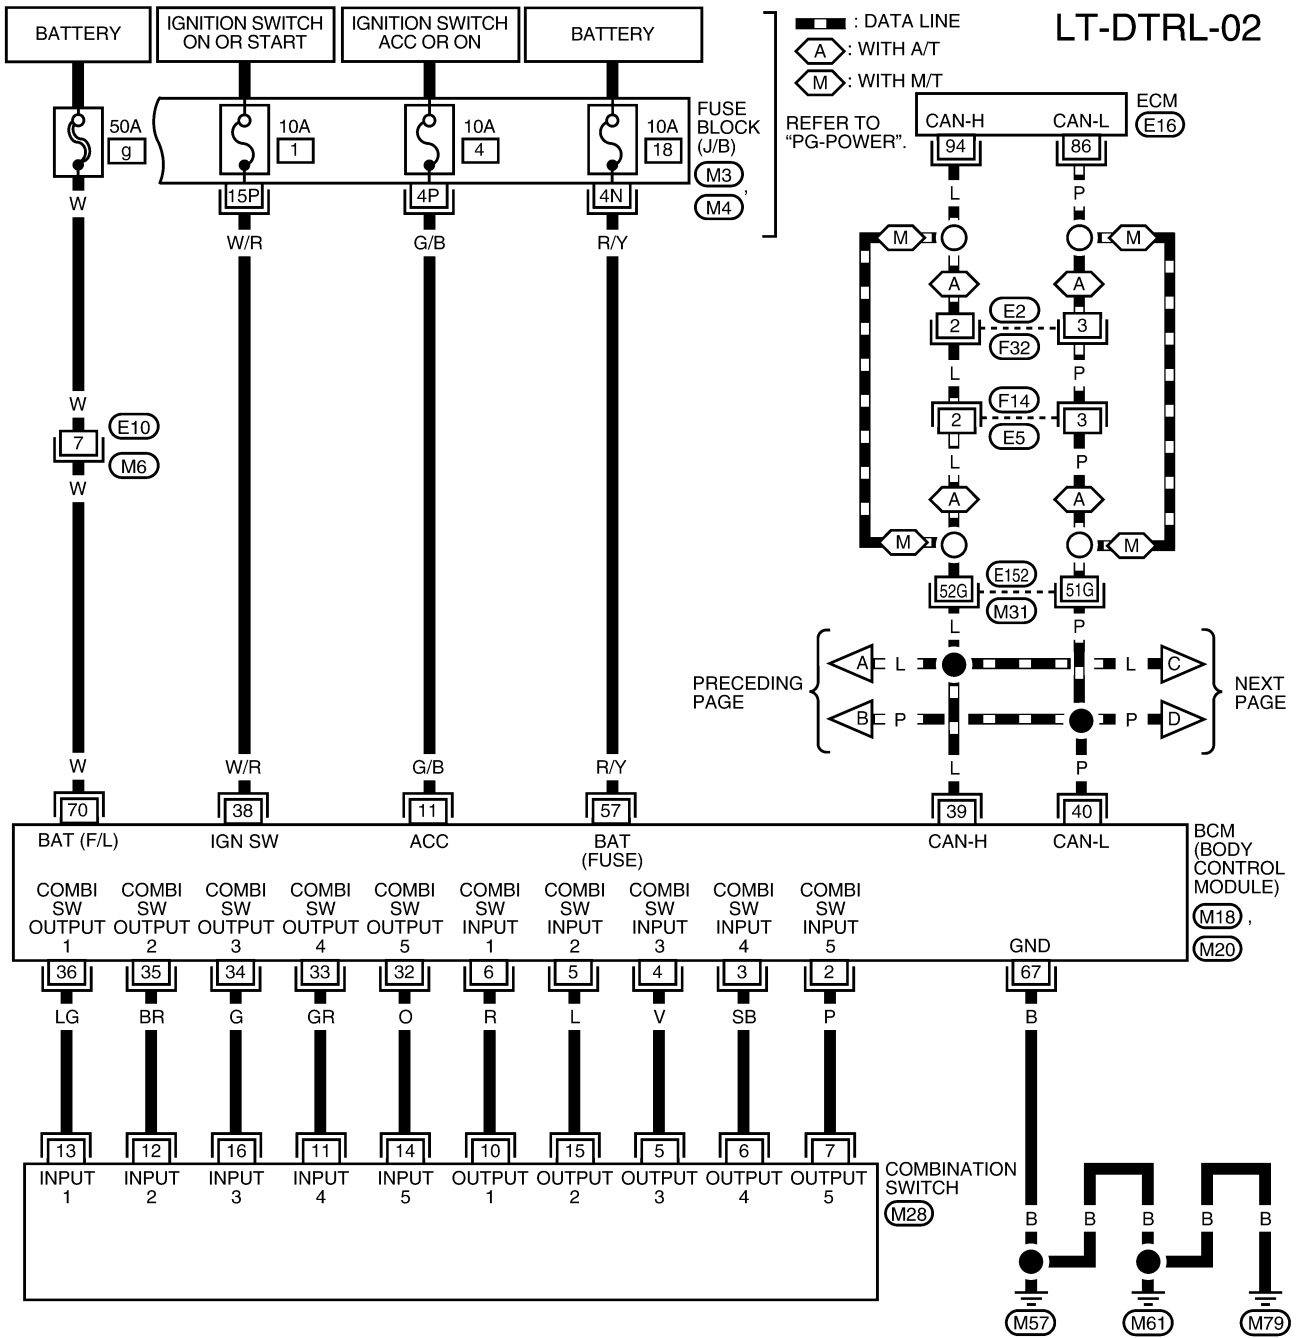 BATTERY
IGNITION SWITCH
ON OR START
IGNITION SWITCH
ACC OR ON
BATTERY
: DATA LINE
A : WITH A/T
M : WITH M/T
LT-DTRL-02
50A
g
10A
1
10A
4
10A
18
FUSE
BLOCK
(J/B)
M3 ,
M4
REFER TO
“PG-POWER”.
ECM
E16
CAN-H
CAN-L
94
86
15P
4P
4N
W
W/R
G/B
R/Y
L
P
M
M
A
A
2
3
E2
F32
L
P
2
3
F14
E5
L
P
A
A
M
M
52G
51G
E152
M31
L
P
W
7
E10
M6
W
PRECEDING
PAGE
A
L
L
C
B
P
P
D
NEXT
PAGE
W
W/R
G/B
R/Y
L
P
70
38
11
57
39
40
BAT (F/L)
IGN SW
ACC
BAT
(FUSE)
CAN-H
CAN-L
BCM
(BODY
CONTROL
MODULE)
M18 ,
M20
COMBI
SW
OUTPUT
1
COMBI
SW
OUTPUT
2
COMBI
SW
OUTPUT
3
COMBI
SW
OUTPUT
4
COMBI
SW
OUTPUT
5
COMBI
SW
INPUT
1
COMBI
SW
INPUT
2
COMBI
SW
INPUT
3
COMBI
SW
INPUT
4
COMBI
SW
INPUT
5
GND
36
35
34
33
32
6
5
4
3
2
67
LG
BR
G
GR
O
R
L
V
SB
P
B
13
12
16
11
14
10
15
5
6
7
INPUT
1
INPUT
2
INPUT
3
INPUT
4
INPUT
5
OUTPUT
1
OUTPUT
2
OUTPUT
3
OUTPUT
4
OUTPUT
5
COMBINATION
SWITCH
M28
B
B
B
B
B
M57
M61
M79